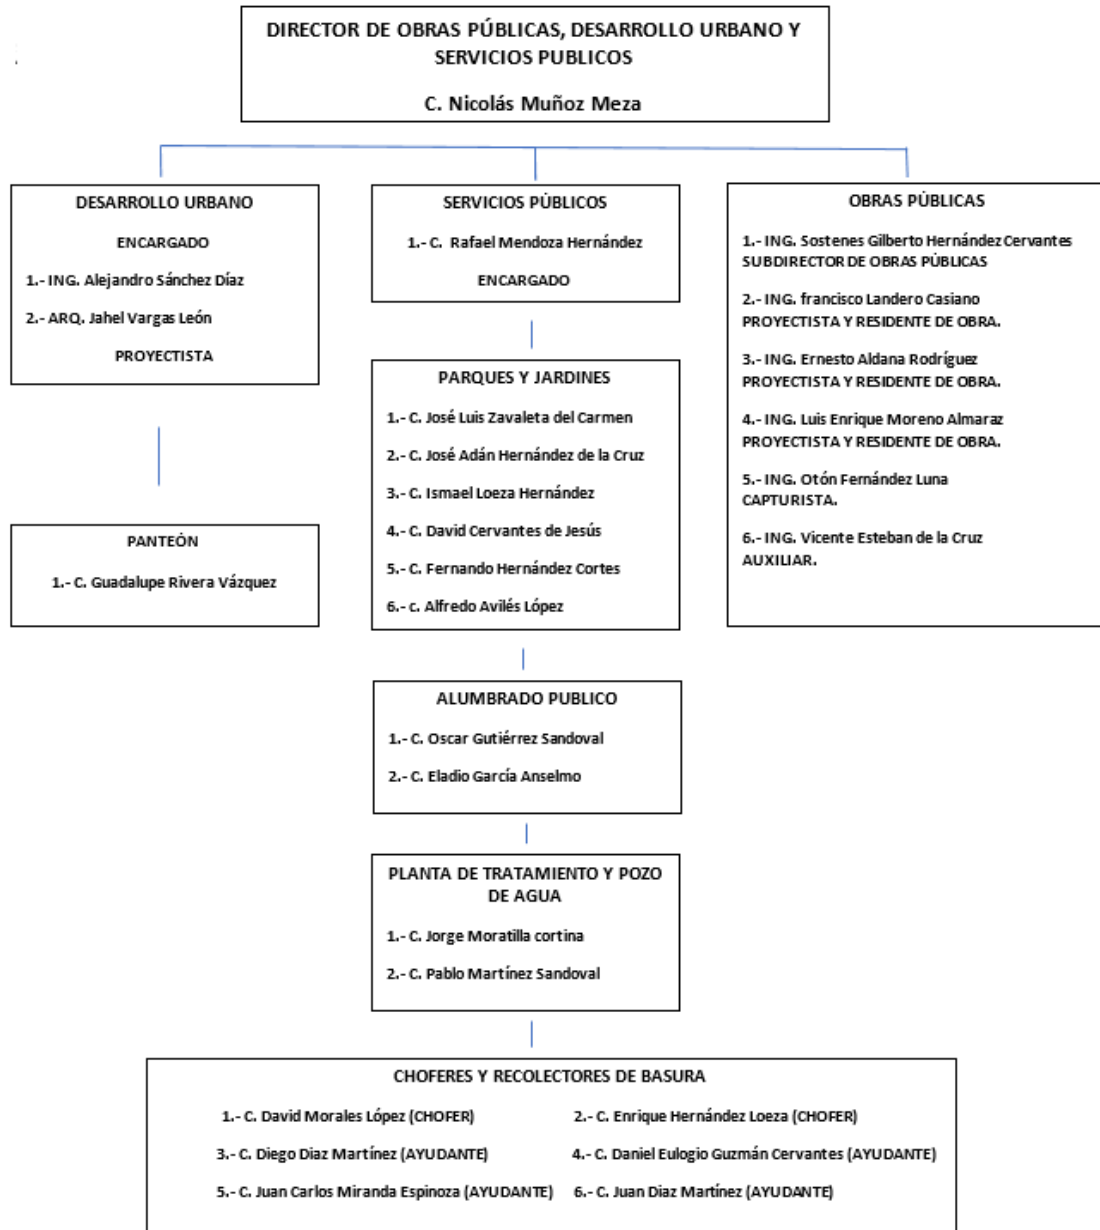 DIRECTOR DE OBRAS PÚBLICAS, DESARROLLO URBANO Y
SERVICIOS PUBLICOS
C. Nicolás Muñoz Meza
DESARROLLO URBANO
ENCARGADO
1.- ING. Alejandro Sánchez Díaz
2.- ARQ. Jahel Vargas León
PROYECTISTA
PANTEÓN
1.- C. Guadalupe Rivera Vázquez
SERVICIOS PÚBLICOS
1.- C. Rafael Mendoza Hernández
ENCARGADO
PARQUES Y JARDINES
1.- C. José Luis Zavaleta del Carmen
2.- C. José Adán Hernández de la Cruz
3.- C. Ismael Loeza Hernández
4.- C. David Cervantes de Jesús
5.- C. Fernando Hernández Cortes
6.- c. Alfredo Avilés López
ALUMBRADO PUBLICO
1.- C. Oscar Gutiérrez Sandoval
2.- C. Eladio García Anselmo
PLANTA DE TRATAMIENTO Y POZO
DE AGUA
1.- C. Jorge Moratilla cortina
2.- C. Pablo Martínez Sandoval
OBRAS PÚBLICAS
1.- ING. Sostenes Gilberto Hernández Cervantes
SUBDIRECTOR DE OBRAS PÚBLICAS
2.- ING. francisco Landero Casiano
PROYECTISTA Y RESIDENTE DE OBRA.
3.- ING. Ernesto Aldana Rodríguez
PROYECTISTA Y RESIDENTE DE OBRA.
4.- ING. Luis Enrique Moreno Almaraz
PROYECTISTA Y RESIDENTE DE OBRA.
5.- ING. Otón Fernández Luna
CAPTURISTA.
6.- ING. Vicente Esteban de la Cruz
AUXILIAR.
CHOFERES Y RECOLECTORES DE BASURA
1.- C. David Morales López (CHOFER) 2.- C. Enrique Hernández Loeza (CHOFER)
3.- C. Diego Diaz Martínez (AYUDANTE) 4.- C. Daniel Eulogio Guzmán Cervantes (AYUDANTE)
5.- C. Juan Carlos Miranda Espinoza (AYUDANTE) 6.- C. Juan Diaz Martínez (AYUDANTE)